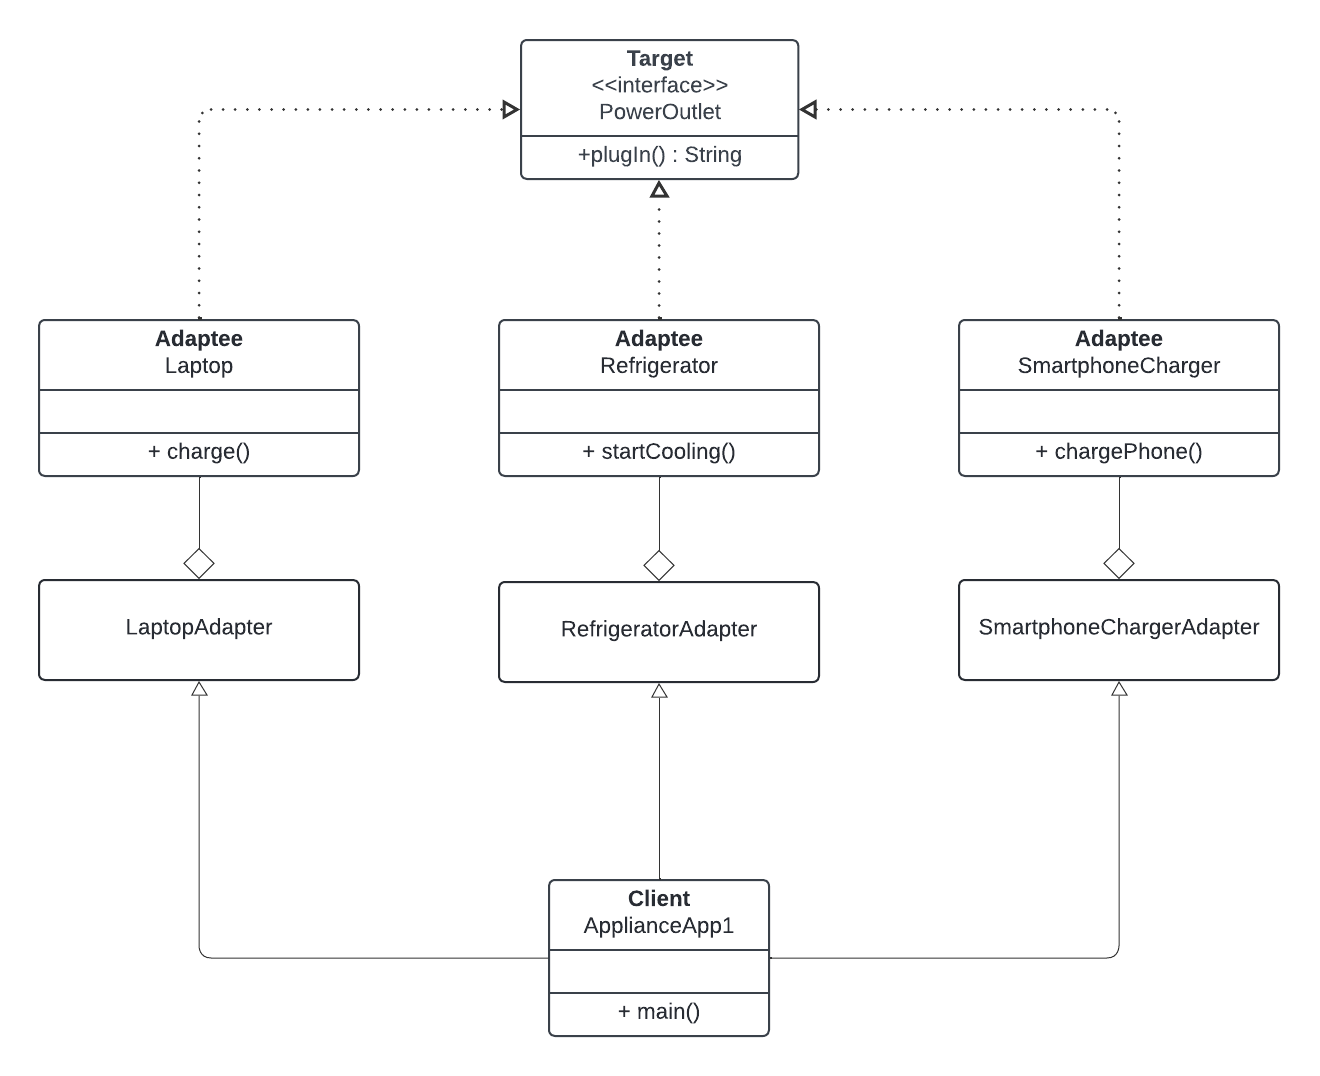 Target
<<interface>>
PowerOutlet
+plugIn() : String
Adaptee
Laptop
+ charge()
Adaptee
Refrigerator
+ startCooling()
Adaptee
SmartphoneCharger
+ chargePhone()
LaptopAdapter
RefrigeratorAdapter
SmartphoneChargerAdapter
Client
ApplianceApp1
+ main()